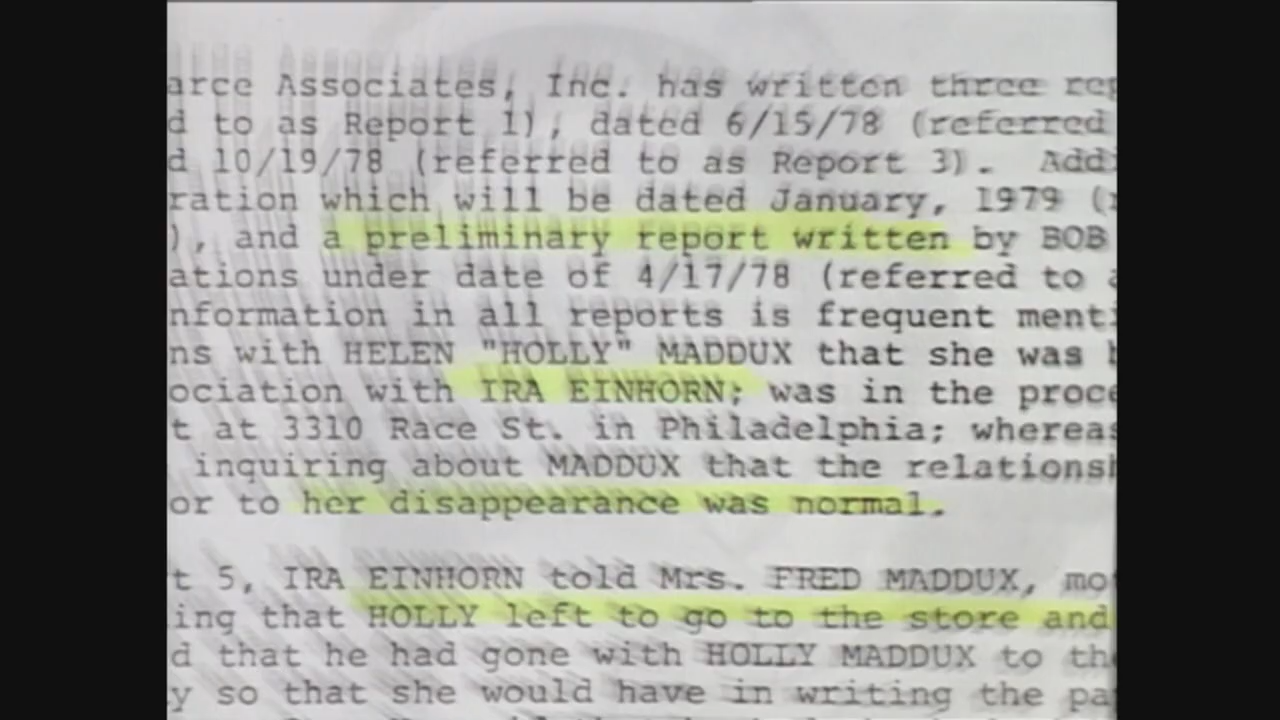 arce Associates, Inc. has written three rep
d to as Report 1), dated 6/15/78 (referred
d 10/19/78 (referred to as Report 3). Add
ration which will be dated January, 1979 (
), and a preliminary report written by BOB
ations under date of 4/17/78 (referred to a
nformation in all reports is frequent ment
ns with HELEN "HOLLY" MADDUX that she was
ociation with IRA EINHORN; was in the proce
t at 3310 Race St. in Philadelphia; whereas
inquiring about MADDUX that the relationsh
or to her disappearance was normal.
t 5, IRA EINHORN told Mrs. FRED MADDUX, mo
ing that HOLLY left to go to the store and
d that he had gone with HOLLY MADDUX to th
y so that she would have in writing the pa